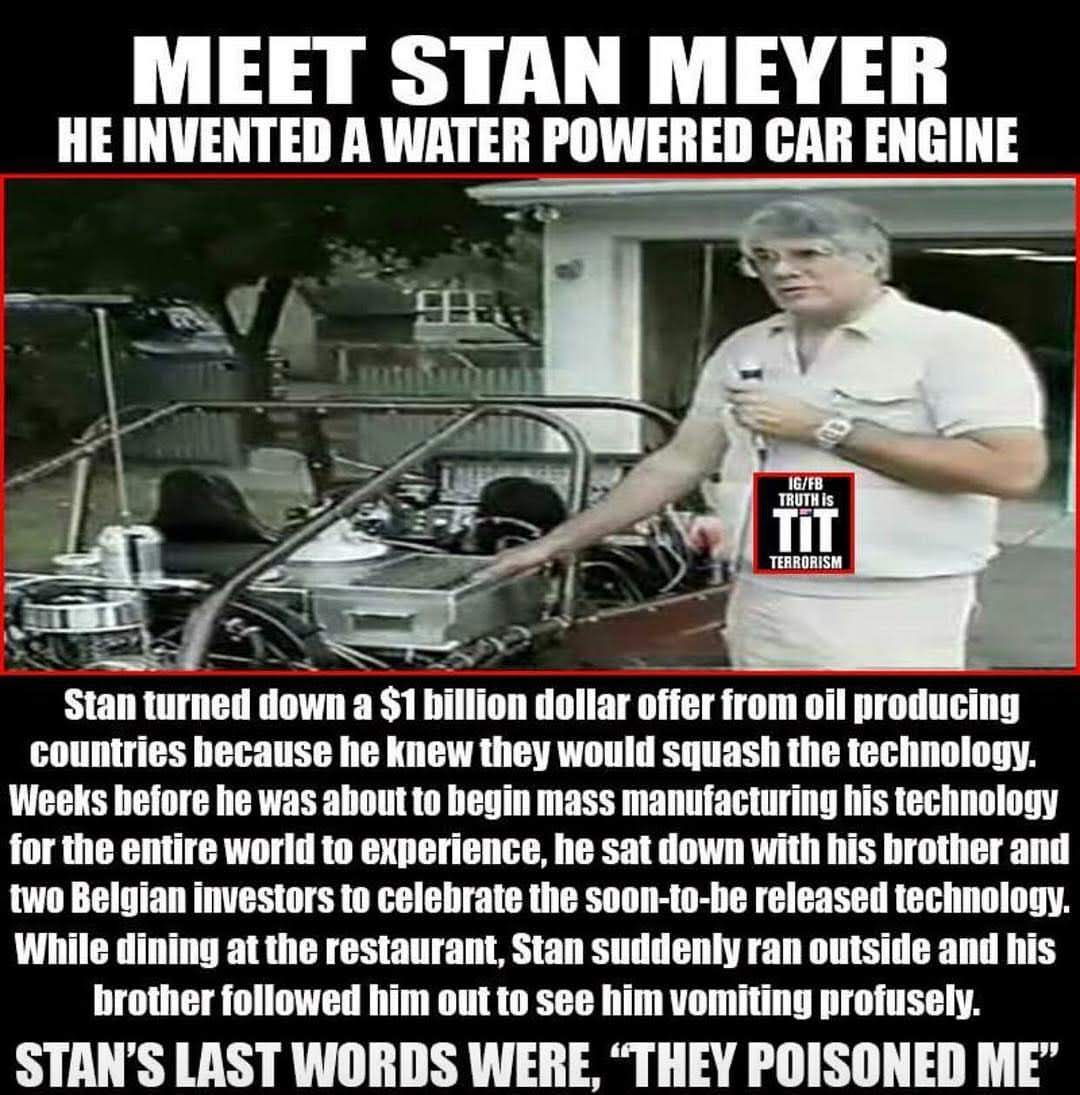 MEET STAN MEYER
HE INVENTED A WATER POWERED CAR ENGINE
IG/FB
TRUTH is
TiT
TERRORISM
Stan turned down a $1 billion dollar offer from oil producing
countries because he knew they would squash the technology.
Weeks before he was about to begin mass manufacturing his technology
for the entire world to experience, he sat down with his brother and
two Belgian investors to celebrate the soon-to-be released technology.
While dining at the restaurant, Stan suddenly ran outside and his
brother followed him out to see him vomiting profusely.
STAN'S LAST WORDS WERE, “THEY POISONED ME”